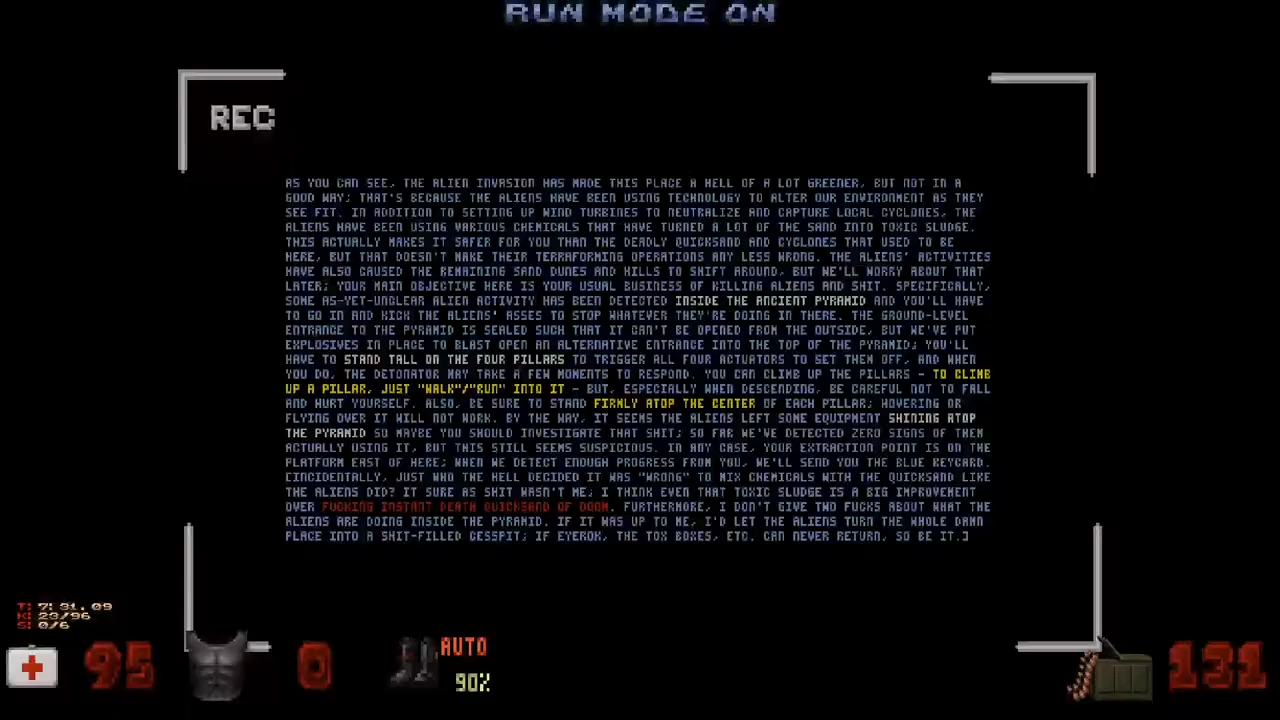 RUN MODE ON
REC
AS YOU CAN SEE, THE ALIEN INVASION HAS MADE THIS PLACE A HELL OF A LOT GREENER, BUT NOT IN A
GOOD WAY; THAT'S BECAUSE THE ALIENS HAVE BEEN USING TECHNOLOGY TO ALTER OUR ENVIRONMENT AS THEY
SEE FIT. IN ADDITION TO SETTING UP WIND TURBINES TO NEUTRALIZE AND CAPTURE LOCAL CYCLONES, THE
ALIENS HAVE BEEN USING VARIOUS CHEMICALS THAT HAVE TURNED A LOT OF THE SAND INTO TOXIC SLUDGE.
THIS ACTUALLY MAKES IT SAFER FOR YOU THAN THE DEADLY QUICKSAND AND CYCLONES THAT USED TO BE
HERE, BUT THAT DOESN'T MAKE THEIR TERRAFORMING OPERATIONS ANY LESS WRONG. THE ALIENS' ACTIVITIES
HAVE ALSO CAUSED THE REMAINING SAND DUNES AND HILLS TO SHIFT AROUND, BUT WE'LL WORRY ABOUT THAT
LATER; YOUR MAIN OBJECTIVE HERE IS YOUR USUAL BUSINESS OF KILLING ALIENS AND SHIT. SPECIFICALLY,
SOME AS-YET-UNCLEAR ALIEN ACTIVITY HAS BEEN DETECTED INSIDE THE ANCIENT PYRAMID AND YOU'LL HAVE
TO GO IN AND KICK THE ALIENS' ASSES TO STOP WHATEVER THEY'RE DOING IN THERE. THE GROUND-LEVEL
ENTRANCE TO THE PYRAMID IS SEALED SUCH THAT IT CAN'T BE OPENED FROM THE OUTSIDE, BUT WE'VE PUT
EXPLOSIVES IN PLACE TO BLAST OPEN AN ALTERNATIVE ENTRANCE INTO THE TOP OF THE PYRAMID; YOU'LL
HAVE TO STAND TALL ON THE FOUR PILLARS TO TRIGGER ALL FOUR ACTUATORS TO SET THEM OFF, AND WHEN
YOU DO, THE DETONATOR MAY TAKE A FEW MOMENTS TO RESPOND. YOU CAN CLIMB UP THE PILLARS - TO CLIMB
UP A PILLAR, JUST "WALK"/"RUN" INTO IT - BUT, ESPECIALLY WHEN DESCENDING, BE CAREFUL NOT TO FALL
AND HURT YOURSELF. ALSO, BE SURE TO STAND FIRMLY ATOP THE CENTER OF EACH PILLAR; HOVERING OR
FLYING OVER IT WILL NOT WORK. BY THE WAY, IT SEEMS THE ALIENS LEFT SOME EQUIPMENT SHINING ATOP
THE PYRAMID SO MAYBE YOU SHOULD INVESTIGATE THAT SHIT; SO FAR WE'VE DETECTED ZERO SIGNS OF THEM
ACTUALLY USING IT, BUT THIS STILL SEEMS SUSPICIOUS. IN ANY CASE, YOUR EXTRACTION POINT IS ON THE
PLATFORM EAST OF HERE; WHEN WE DETECT ENOUGH PROGRESS FROM YOU, WE'LL SEND YOU THE BLUE KEYCARD.
[INCIDENTALLY, JUST WHO THE HELL DECIDED IT WAS "WRONG" TO MIX CHEMICALS WITH THE QUICKSAND LIKE
THE ALIENS DID? IT SURE AS SHIT WASN'T ME; I THINK EVEN THAT TOXIC SLUDGE IS A BIG IMPROVEMENT
OVER FUCKING INSTANT DEATH QUICKSAND OF DOOM. FURTHERMORE, I DON'T GIVE TWO FUCKS ABOUT WHAT THE
ALIENS ARE DOING INSIDE THE PYRAMID. IF IT WAS UP TO ME, I'D LET THE ALIENS TURN THE WHOLE DAMN
PLACE INTO A SHIT-FILLED CESSPIT; IF EYEROK, THE TOX BOXES, ETC. CAN NEVER RETURN, SO BE IT.]
T: 7:31.09
K: 23/96
S: 0/6
95
0
AUTO
90%
131